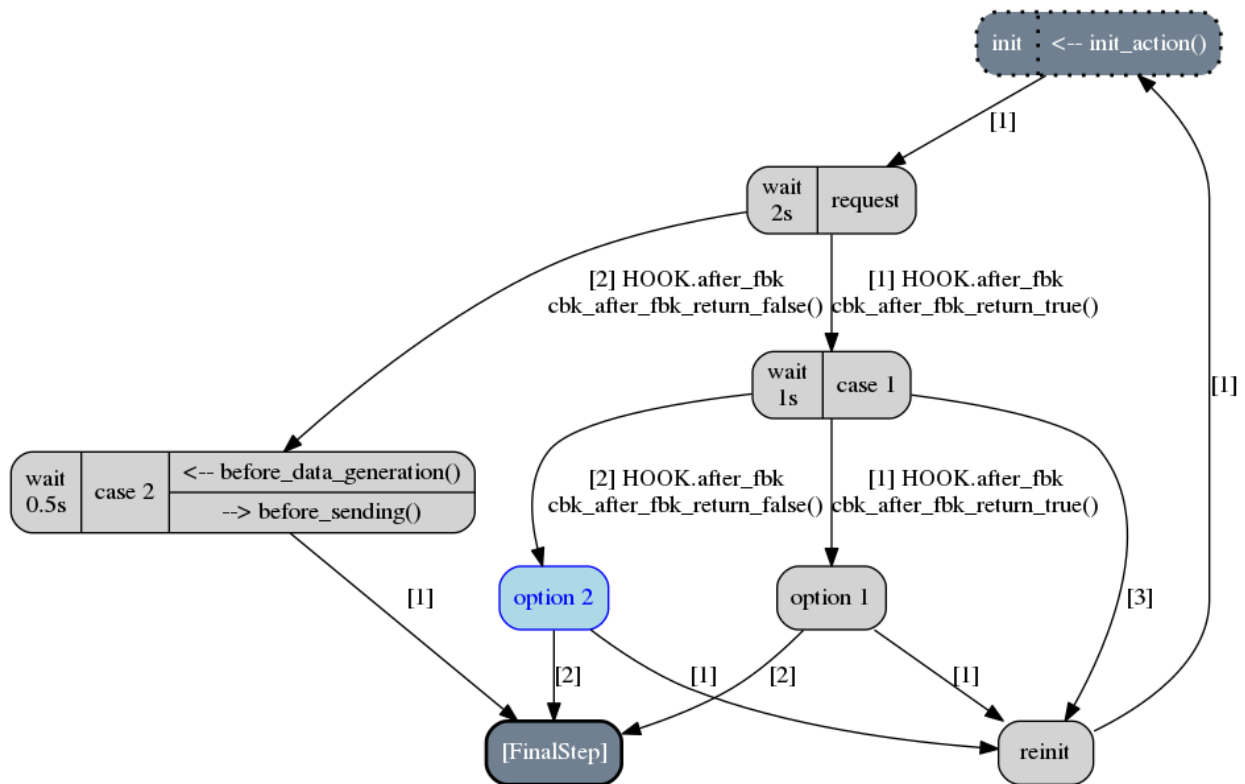 init
<-- init_action()
[1]
wait
2s
request
[2] HOOK.after_fbk
cbk_after_fbk_return_false()
[1] HOOK.after_fbk
cbk_after_fbk_return_true()
wait
1s
case 1
[1]
wait
0.5s
case 2
<-- before_data_generation()
--> before_sending()
[2] HOOK.after_fbk
cbk_after_fbk_return_false()
[1] HOOK.after_fbk
cbk_after_fbk_return_true()
[1]
option 2
option 1
[3]
[2]
[1]
[2]
[1]
[FinalStep]
reinit